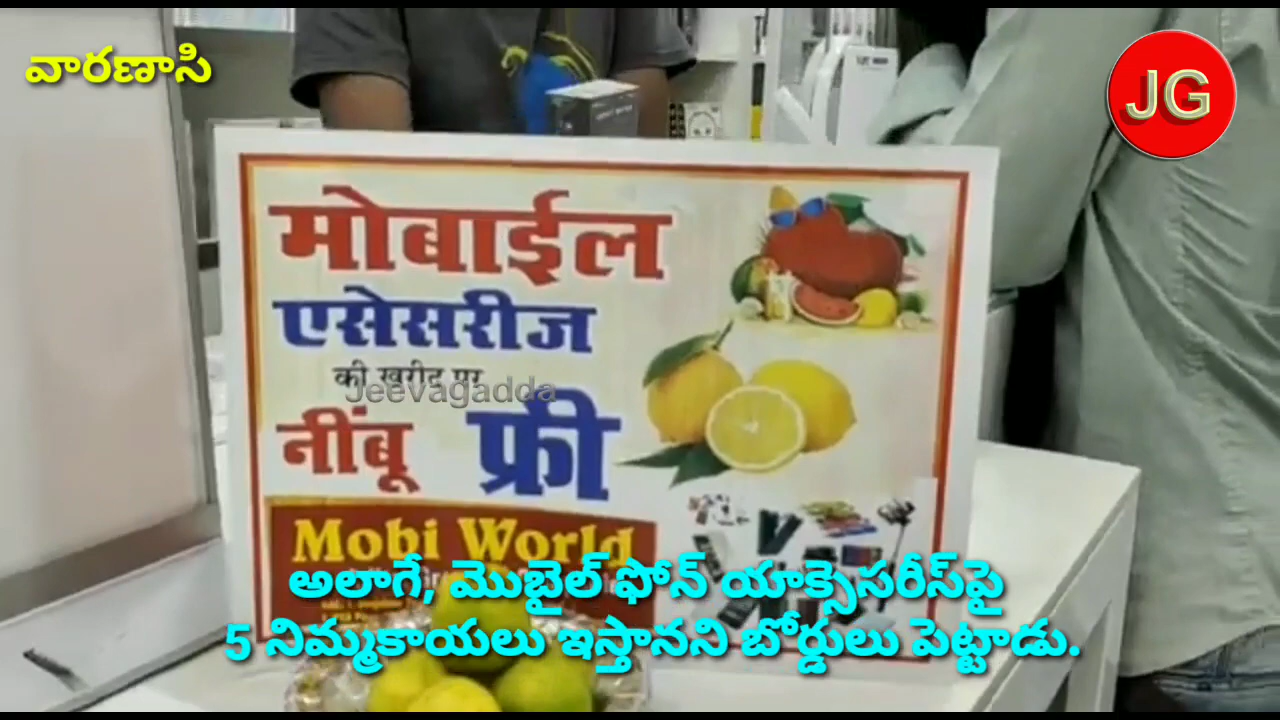 వారణాసి
JG
मोबाईल
एसेसरीज
की खरीद पर
Jeevagadda
नींबू फ्री
Mobi World
అలాగే, మొబైల్ ఫోన్ యాక్సెసరీస్‌పై
5 నిమ్మకాయలు ఇస్తానని బోర్డులు పెట్టాడు.